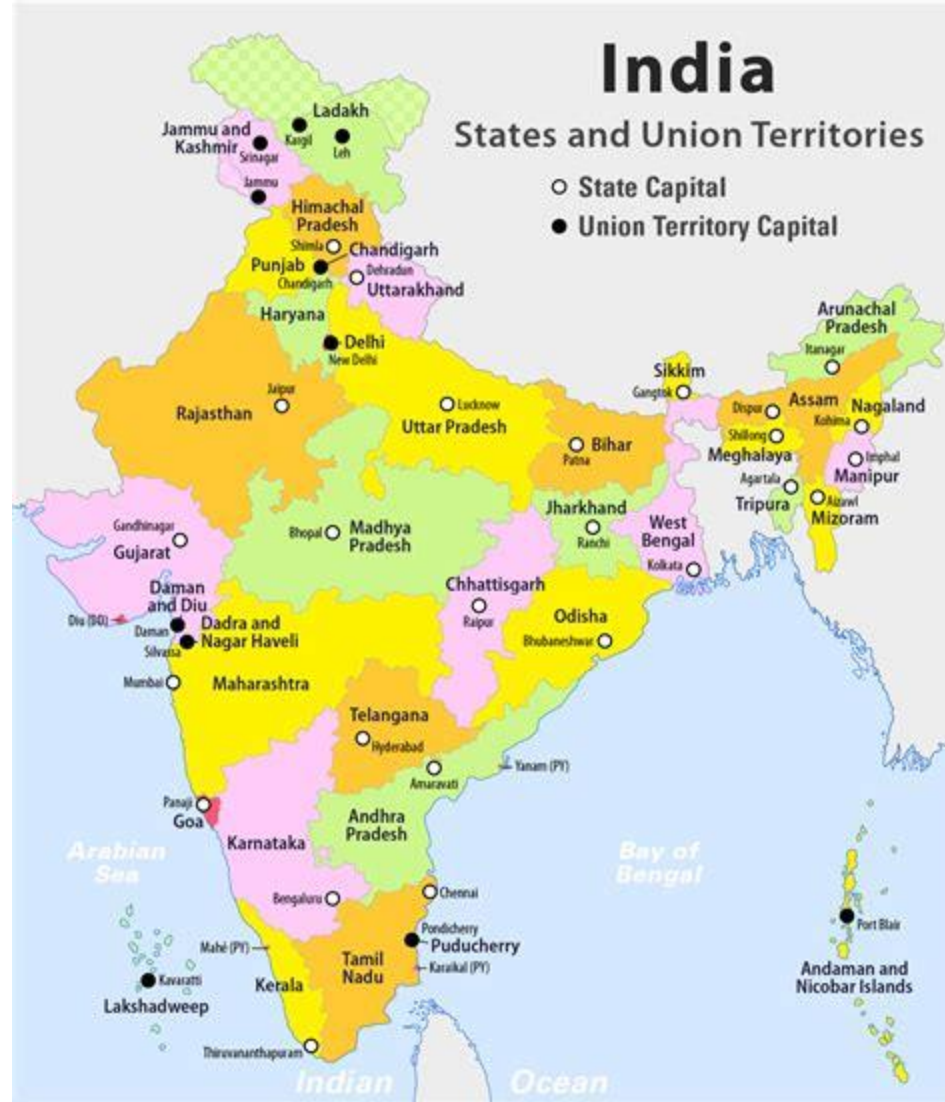 India
States and Union Territories
State Capital
Union Territory Capital
Ladakh
Kargil
Leh
Jammu and
Kashmir
Srinagar
Jammu
Himachal
Pradesh
Shimla
Chandigarh
Punjab
Chandigarh
Dehradun
Uttarakhand
Haryana
Delhi
New Delhi
Arunachal
Pradesh
Itanagar
Sikkim
Gangtok
Jaipur
Rajasthan
Lucknow
Uttar Pradesh
Dispur
Assam
Nagaland
Kohima
Shillong
Meghalaya
Bihar
Patna
Imphal
Manipur
Agartala
Tripura
Aizawl
Mizoram
Gandhinagar
Gujarat
Bhopal
Madhya
Pradesh
Jharkhand
Ranchi
West
Bengal
Kolkata
Chhattisgarh
Raipur
Odisha
Bhubaneshwar
Daman
and Diu
Diu (DD)
Daman
Dadra and
Nagar Haveli
Silvassa
Mumbai
Maharashtra
Telangana
Hyderabad
Amaravati
Yanam (PY)
Panaji
Goa
Karnataka
Andhra
Pradesh
Arabian
Sea
Bay of
Bengal
Bengaluru
Chennai
Pondicherry
Puducherry
Mahé (PY)
Tamil
Nadu
Karaikal (PY)
Kerala
Kavaratti
Lakshadweep
Port Blair
Andaman and
Nicobar Islands
Thiruvananthapuram
Indian Ocean